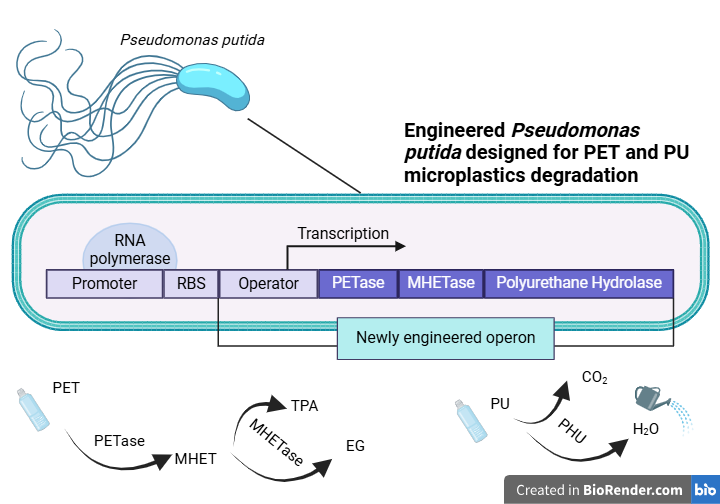 Pseudomonas putida
Engineered Pseudomonas
putida designed for PET and PU
microplastics degradation
RNA
polymerase
Transcription
Promoter
RBS
Operator
PETase
MHETase
Polyurethane Hydrolase
Newly engineered operon
PET
PETase
MHET
MHETase
TPA
EG
PU
PHU
CO₂
H₂O
Created in BioRender.com bio